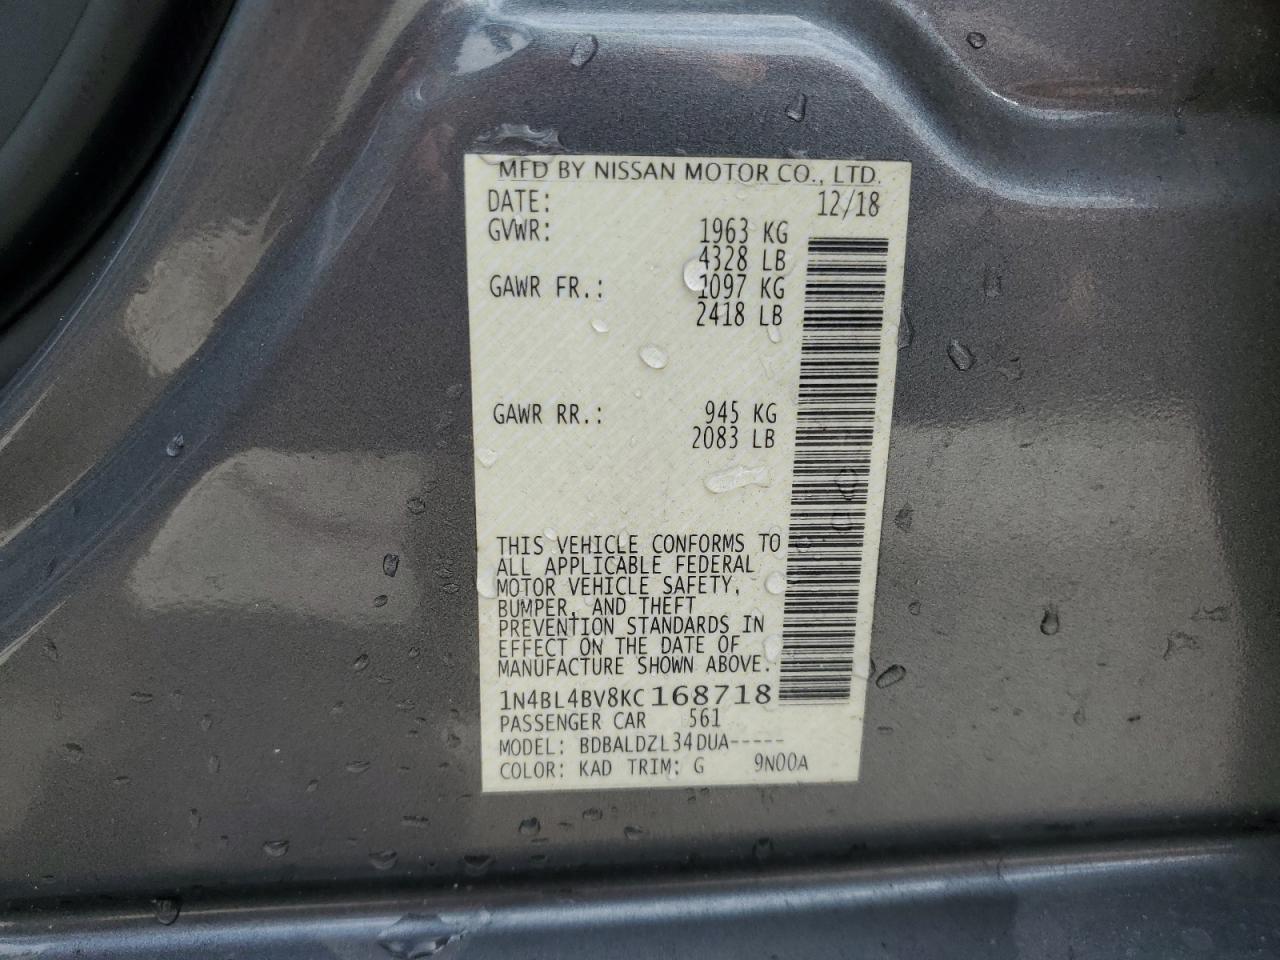 MFD BY NISSAN MOTOR CO., LTD.
DATE: 12/18
GVWR: 1963 KG
4328 LB
GAWR FR.: 1097 KG
2418 LB
GAWR RR.: 945 KG
2083 LB
THIS VEHICLE CONFORMS TO
ALL APPLICABLE FEDERAL
MOTOR VEHICLE SAFETY,
BUMPER, AND THEFT
PREVENTION STANDARDS IN
EFFECT ON THE DATE OF
MANUFACTURE SHOWN ABOVE.
1N4BL4BV8KC168718
PASSENGER CAR 561
MODEL: BDBALDZL34DUA-----
COLOR: KAD TRIM: G 9N00A